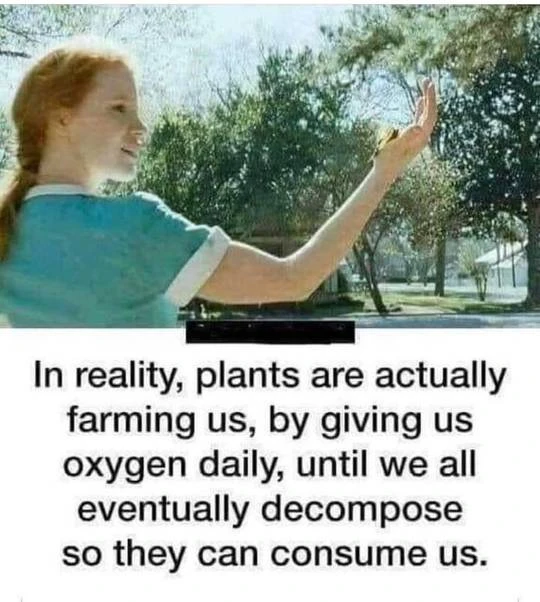 In reality, plants are actually
farming us, by giving us
oxygen daily, until we all
eventually decompose
so they can consume us.